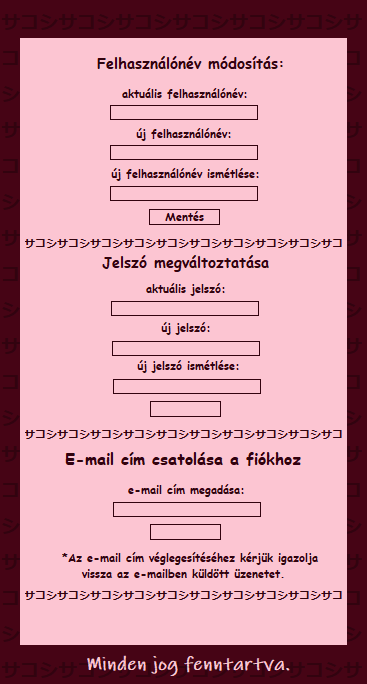 Felhasználónév módosítás:
aktuális felhasználónév:
új felhasználónév:
új felhasználónév ismétlése:
Mentés
サコシサコシサコシサコシサコシサコシサコシサコシサコシサコ
Jelszó megváltoztatása
aktuális jelszó:
új jelszó:
új jelszó ismétlése:
サコシサコシサコシサコシサコシサコシサコシサコシサコシサコ
E-mail cím csatolása a fiókhoz
e-mail cím megadása:
*Az e-mail cím véglegesítéséhez kérjük igazolja
vissza az e-mailben küldött üzenetet.
サコシサコシサコシサコシサコシサコシサコシサコシサコシサコ
Minden jog fenntartva.